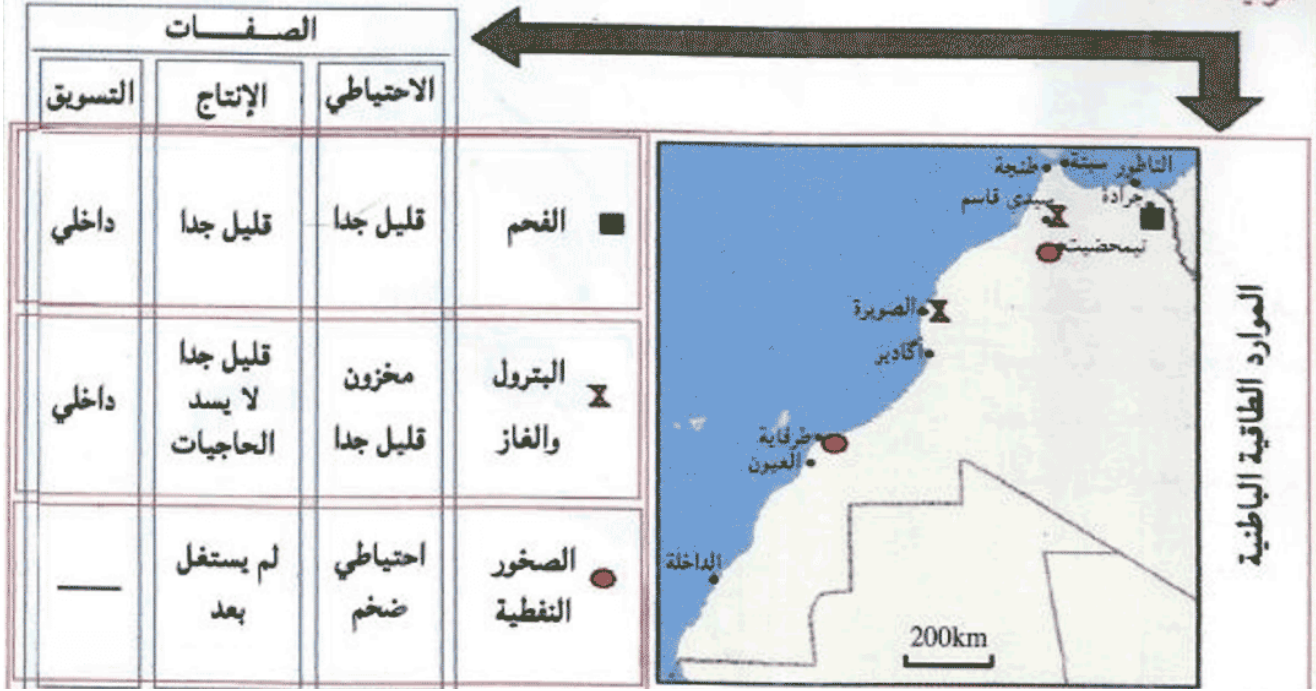 الصفات
الاحتياطي
الإنتاج
التسويق
الموارد الطاقية الباطنية
طنجة
سبتة
الناظور
جرادة
سيدي قاسم
تيمحضيت
الصويرة
أگادير
طرفاية
العيون
الداخلة
200km
الفحم
قليل جدا
قليل جدا
داخلي
البترول
والغاز
مخزون
قليل جدا
قليل جدا
لا يسد
الحاجيات
داخلي
الصخور
النفطية
احتياطي
ضخم
لم يستغل
بعد